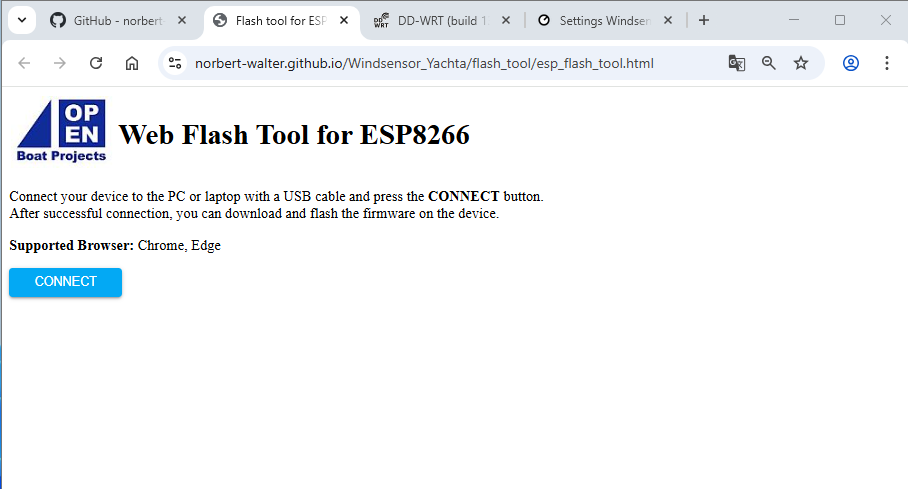 GitHub - norbert
Flash tool for ESP
DD-WRT (build 1
Settings Windsen
norbert-walter.github.io/Windsensor_Yachta/flash_tool/esp_flash_tool.html
OP
EN
Boat Projects
Web Flash Tool for ESP8266
Connect your device to the PC or laptop with a USB cable and press the CONNECT button.
After successful connection, you can download and flash the firmware on the device.
Supported Browser: Chrome, Edge
CONNECT